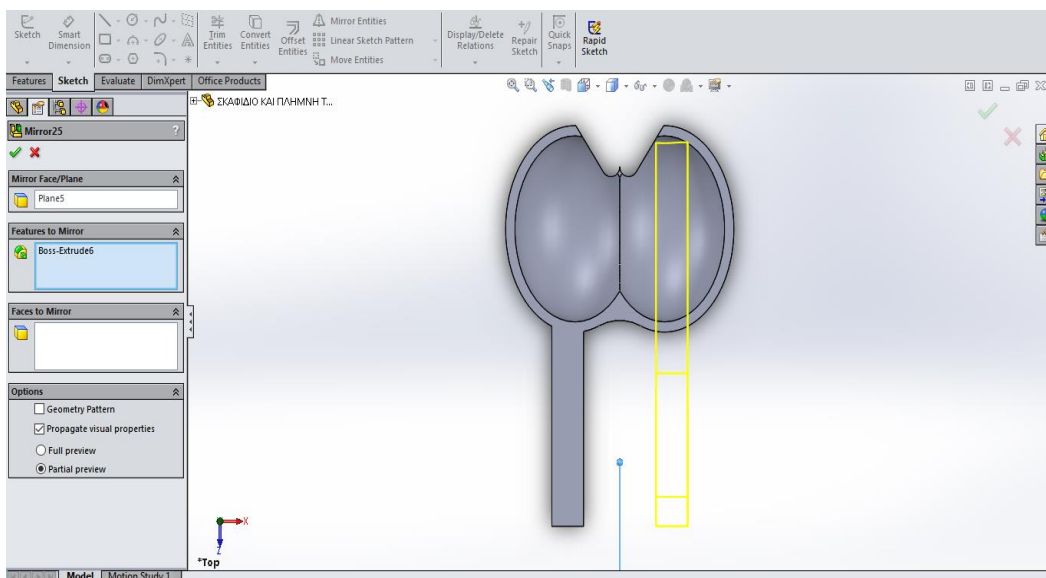 Sketch
Smart Dimension
Trim Entities
Convert Entities
Offset Entities
Mirror Entities
Linear Sketch Pattern
Move Entities
Display/Delete Relations
Repair Sketch
Quick Snaps
Rapid Sketch
Features Sketch Evaluate DimXpert Office Products
ΣΚΑΦΙΔΙΟ ΚΑΙ ΠΛΗΜΝΗ Τ...
Mirror25 ?
Mirror Face/Plane
Plane5
Features to Mirror
Boss-Extrude6
Faces to Mirror
Options
Geometry Pattern
Propagate visual properties
Full preview
Partial preview
X
Z
*Top
Model Motion Study 1